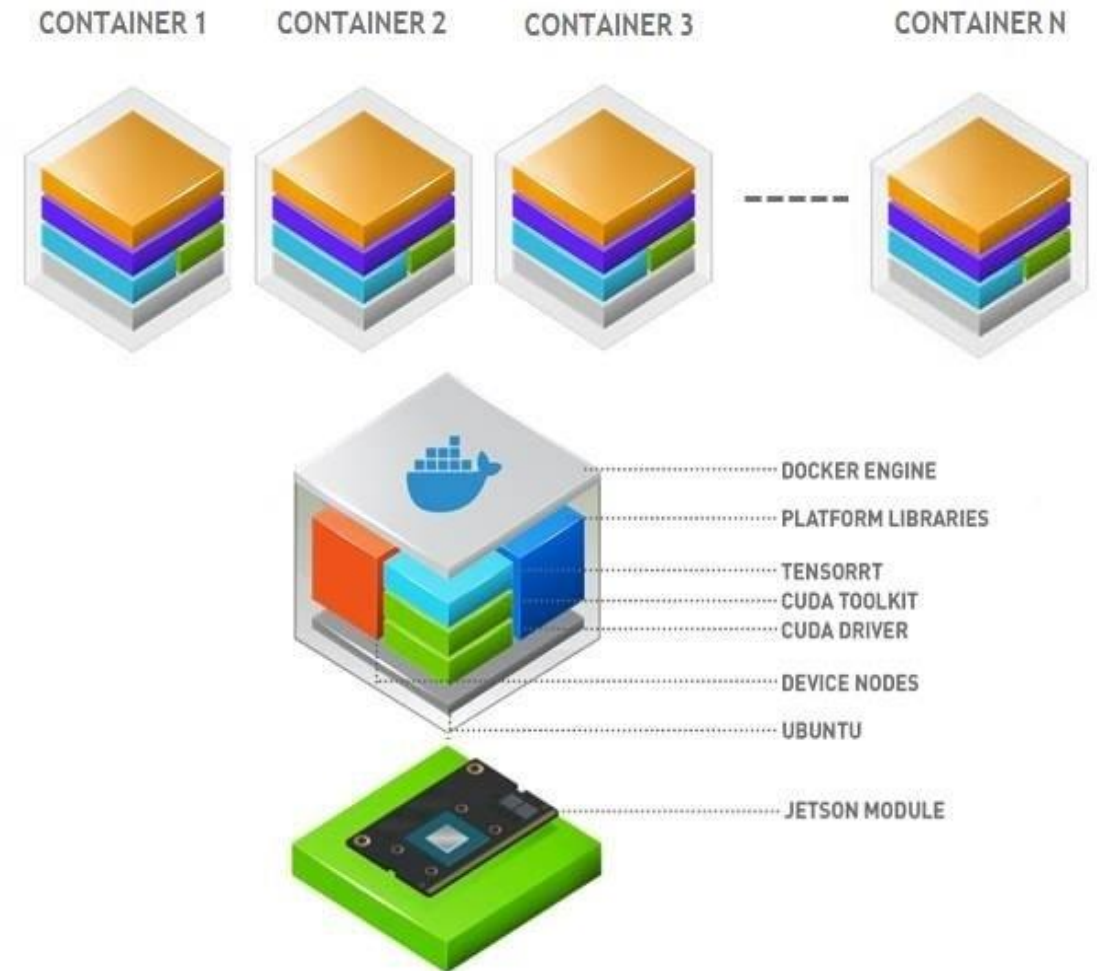 CONTAINER 1
CONTAINER 2
CONTAINER 3
CONTAINER N
DOCKER ENGINE
PLATFORM LIBRARIES
TENSORRT
CUDA TOOLKIT
CUDA DRIVER
DEVICE NODES
UBUNTU
JETSON MODULE